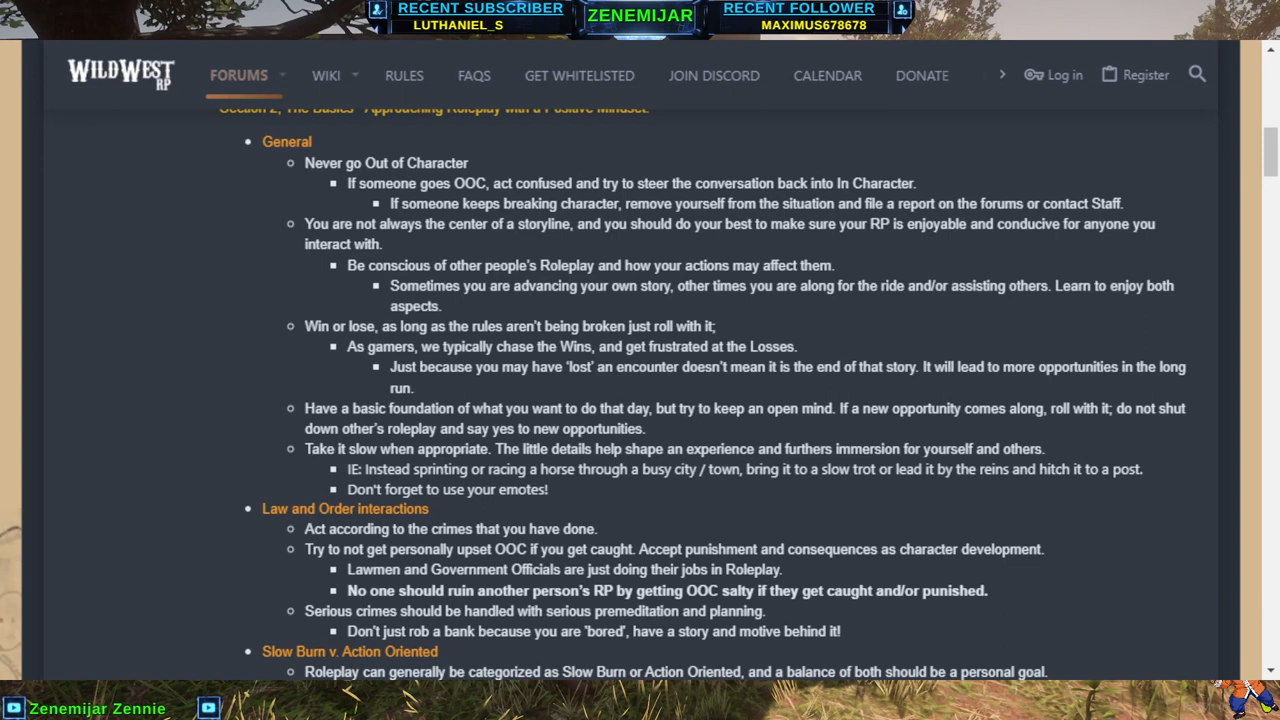 RECENT SUBSCRIBER
LUTHANIEL_S
ZENEMIJAR
RECENT FOLLOWER
MAXIMUS678678
WILD WEST RP
FORUMS WIKI RULES FAQS GET WHITELISTED JOIN DISCORD CALENDAR DONATE Log in Register
Section 2, The Basics - Approaching Roleplay with a Positive Mindset.
General
Never go Out of Character
If someone goes OOC, act confused and try to steer the conversation back into In Character.
If someone keeps breaking character, remove yourself from the situation and file a report on the forums or contact Staff.
You are not always the center of a storyline, and you should do your best to make sure your RP is enjoyable and conducive for anyone you
interact with.
Be conscious of other people's Roleplay and how your actions may affect them.
Sometimes you are advancing your own story, other times you are along for the ride and/or assisting others. Learn to enjoy both
aspects.
Win or lose, as long as the rules aren't being broken just roll with it;
As gamers, we typically chase the Wins, and get frustrated at the Losses.
Just because you may have 'lost' an encounter doesn't mean it is the end of that story. It will lead to more opportunities in the long
run.
Have a basic foundation of what you want to do that day, but try to keep an open mind. If a new opportunity comes along, roll with it; do not shut
down other's roleplay and say yes to new opportunities.
Take it slow when appropriate. The little details help shape an experience and furthers immersion for yourself and others.
IE: Instead sprinting or racing a horse through a busy city / town, bring it to a slow trot or lead it by the reins and hitch it to a post.
Don't forget to use your emotes!
Law and Order interactions
Act according to the crimes that you have done.
Try to not get personally upset OOC if you get caught. Accept punishment and consequences as character development.
Lawmen and Government Officials are just doing their jobs in Roleplay.
No one should ruin another person's RP by getting OOC salty if they get caught and/or punished.
Serious crimes should be handled with serious premeditation and planning.
Don't just rob a bank because you are 'bored', have a story and motive behind it!
Slow Burn v. Action Oriented
Roleplay can generally be categorized as Slow Burn or Action Oriented, and a balance of both should be a personal goal.
Zenemijar Zennie